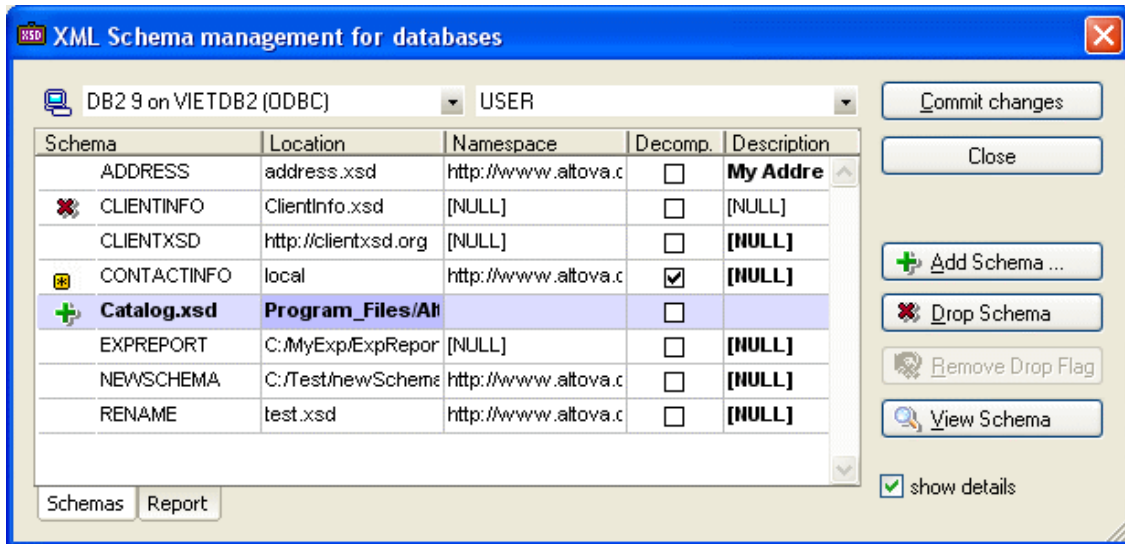 XSD XML Schema management for databases
DB2 9 on VIETDB2 (ODBC) USER Commit changes
Close
Schema Location Namespace Decomp. Description
ADDRESS address.xsd http://www.altova.c My Addre
CLIENTINFO ClientInfo.xsd [NULL] [NULL]
CLIENTXSD http://clientxsd.org [NULL] [NULL]
CONTACTINFO local http://www.altova.c [NULL]
Catalog.xsd Program_Files/Alt
EXPREPORT C:/MyExp/ExpRepor [NULL] [NULL]
NEWSCHEMA C:/Test/newSchema http://www.altova.c [NULL]
RENAME test.xsd http://www.altova.c [NULL]
Add Schema ...
Drop Schema
Remove Drop Flag
View Schema
show details
Schemas Report